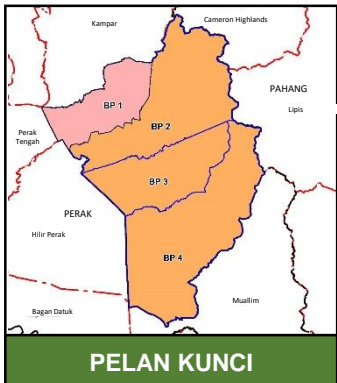 Kampar
Cameron Highlands
PAHANG
Lipis
BP 1
BP 2
Perak
Tengah
BP 3
PERAK
Hilir Perak
BP 4
Muallim
Bagan Datuk
PELAN KUNCI